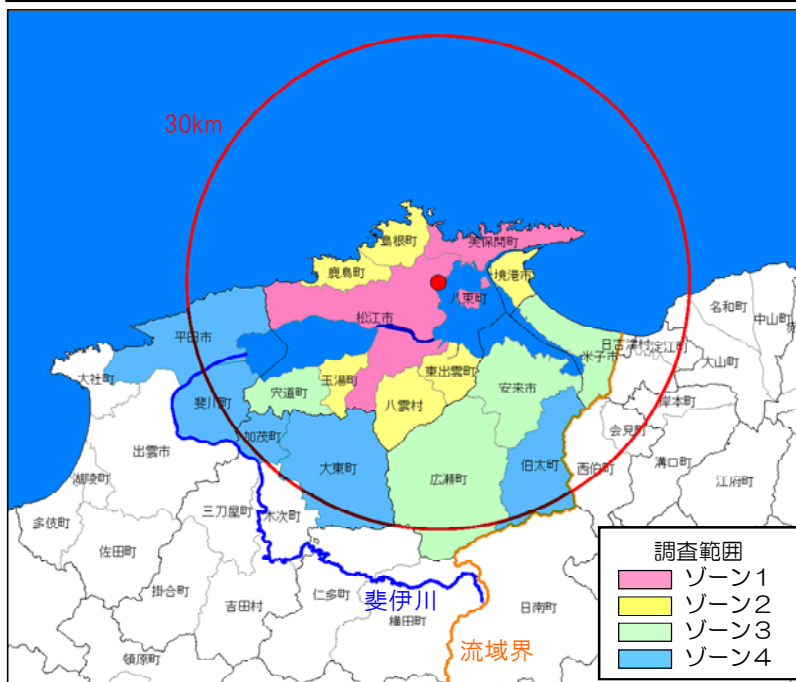 30km
島根町
美保関町
鹿島町
境港市
八束町
松江市
名和町
中山町
平田市
日吉津村
淀江町
米子市
大山町
大社町
玉湯町
東出雲町
安来市
宍道町
斐川町
八雲村
岸本町
会見町
加茂町
出雲市
大東町
広瀬町
伯太町
西伯町
溝口町
江府町
湖陵町
三刀屋町
木次町
多伎町
佐田町
掛合町
吉田村
仁多町
斐伊川
横田町
日南町
頓原町
流域界
調査範囲
ゾーン1
ゾーン2
ゾーン3
ゾーン4